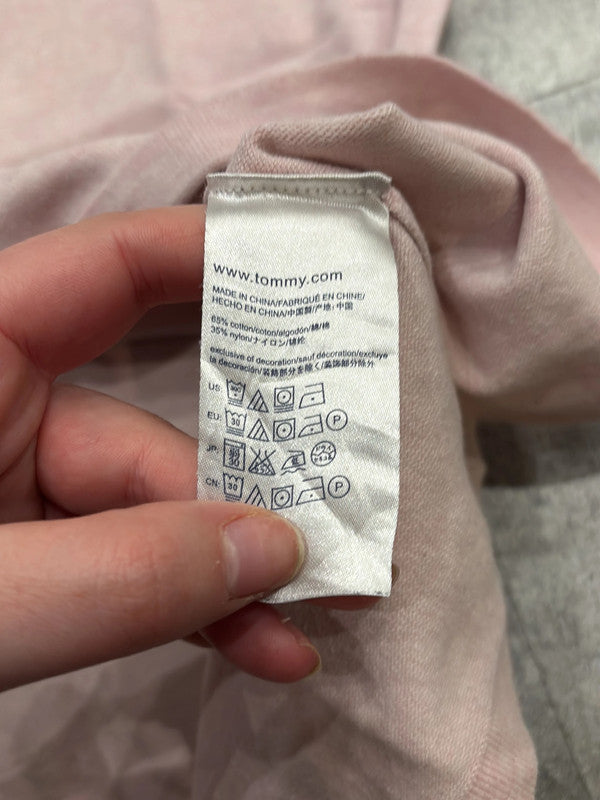 www.tommy.com
MADE IN CHINA/FABRIQUÉ EN CHINE/
HECHO EN CHINA/中国製/产地: 中国
65% cotton/coton/algodón/綿/棉
35% nylon/ナイロン/锦纶
exclusive of decoration/sauf décoration/excluye
la decoración/装飾部分を除く/装饰部分除外
US:
EU: 30 P
JP:
CN: 30 P